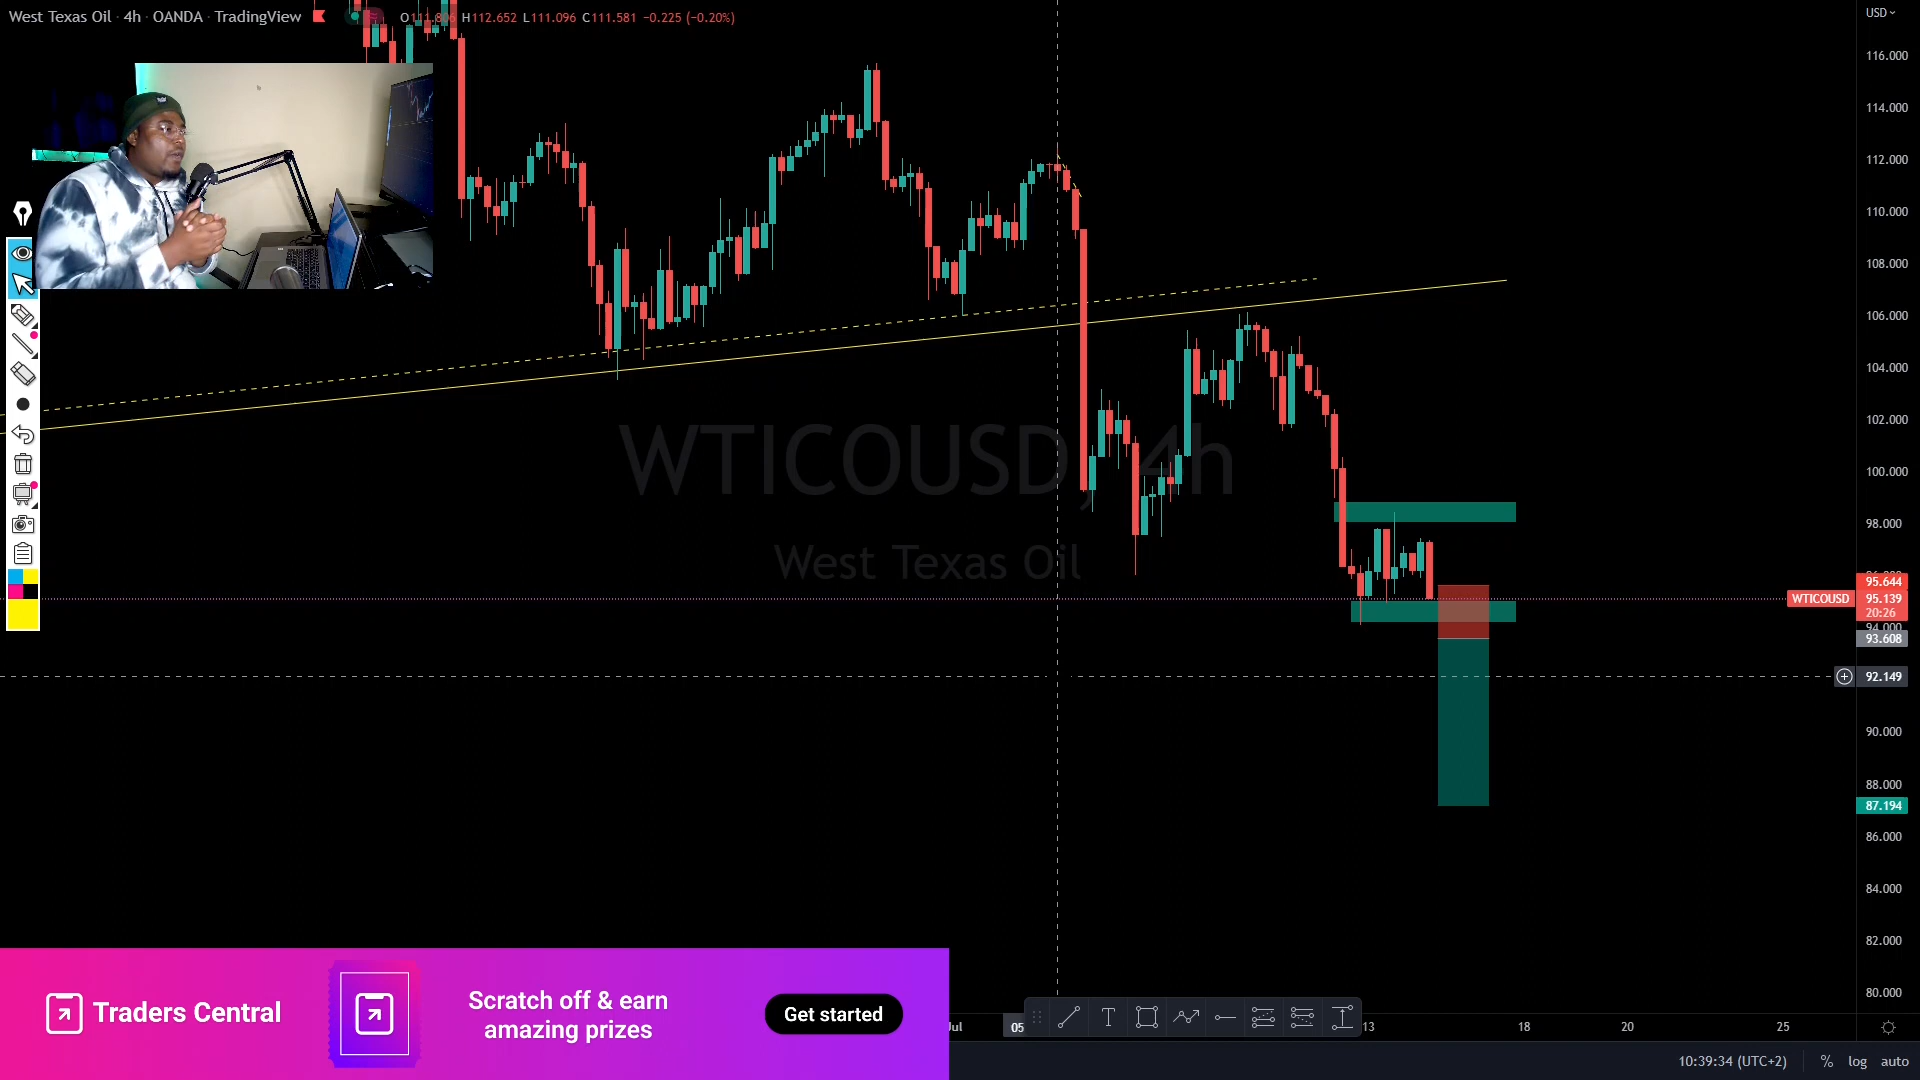 West Texas Oil · 4h · OANDA · TradingView
H112.652 L111.096 C111.581 −0.225 (−0.20%)
USD
116.000
114.000
112.000
110.000
108.000
106.000
104.000
102.000
100.000
98.000
95.644
WTICOUSD 95.139
20:26
94.000
93.608
92.149
90.000
88.000
87.194
86.000
84.000
82.000
80.000
WTICOUSD, 4h
West Texas Oil
Traders Central
Scratch off & earn
amazing prizes
Get started
05 13 18 20 25
10:39:34 (UTC+2) % log auto